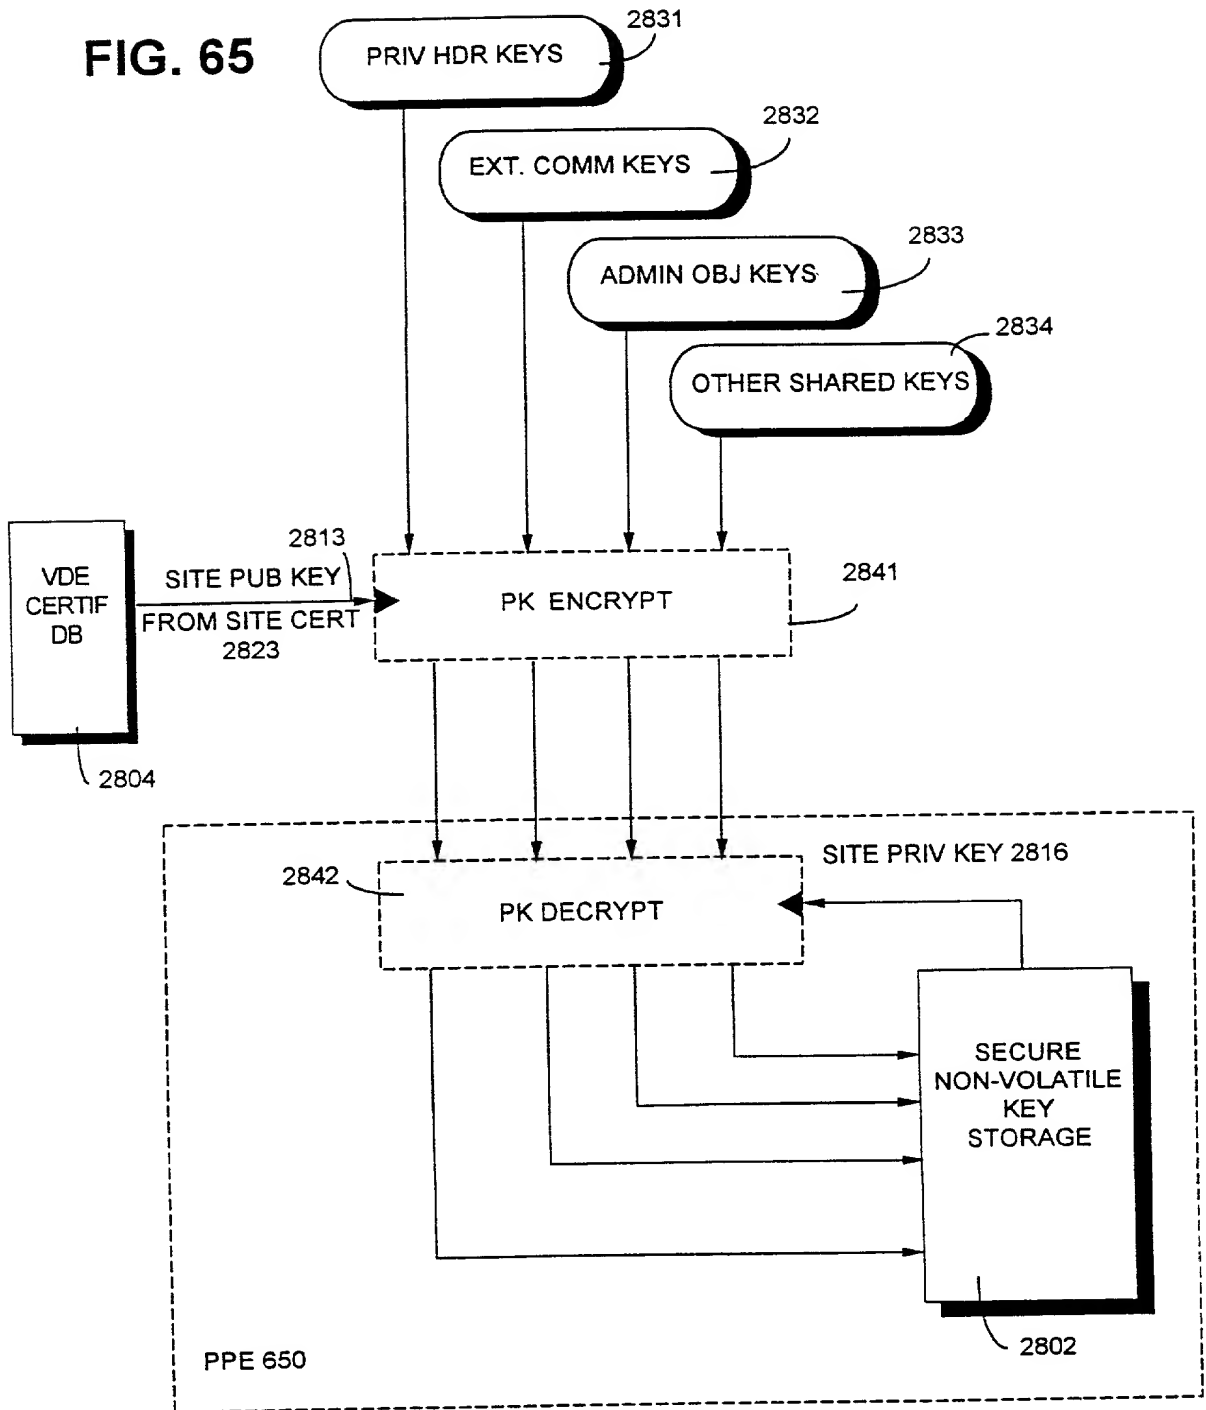 FIG. 65
2831
PRIV HDR KEYS
2832
EXT. COMM KEYS
2833
ADMIN OBJ KEYS
2834
OTHER SHARED KEYS
VDE
CERTIF
DB
2804
2813
SITE PUB KEY
FROM SITE CERT
2823
PK ENCRYPT
2841
2842
PK DECRYPT
SITE PRIV KEY 2816
SECURE
NON-VOLATILE
KEY
STORAGE
2802
PPE 650